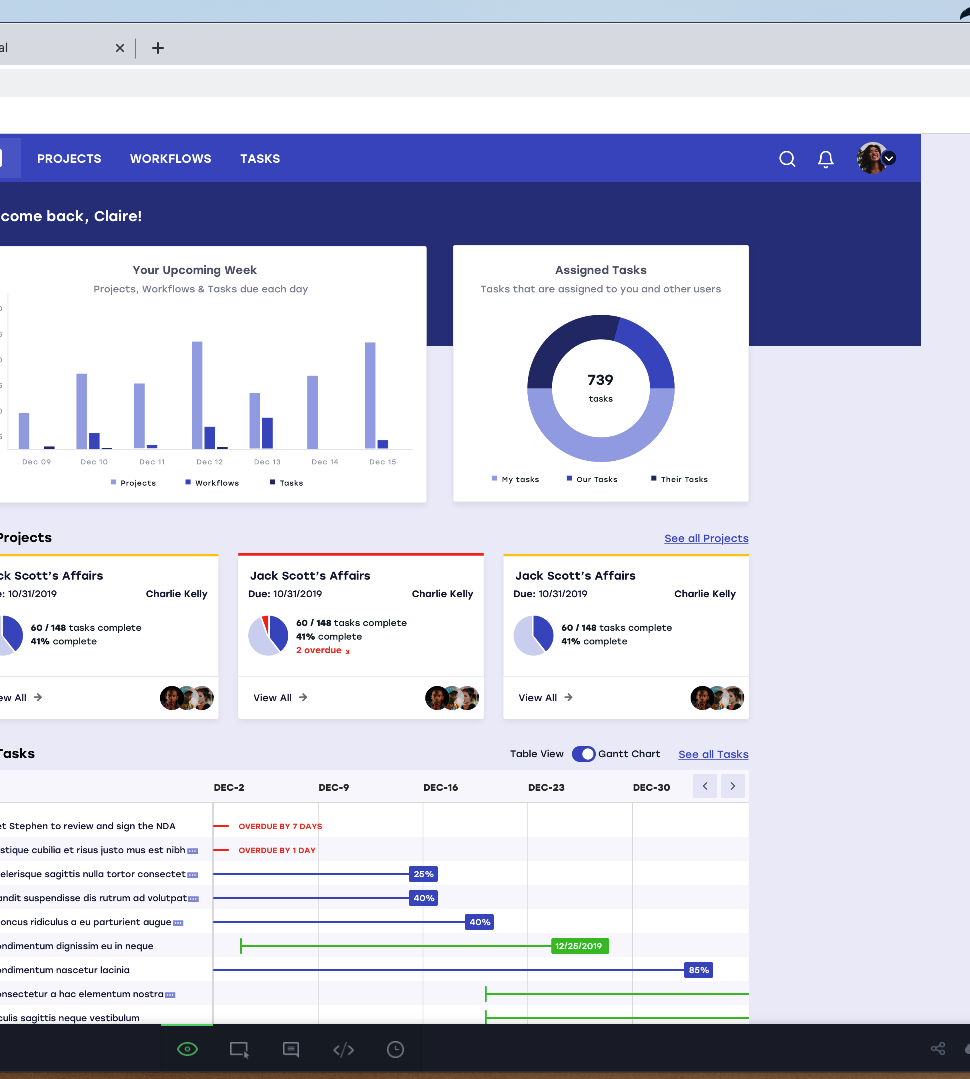 al
PROJECTS WORKFLOWS TASKS
come back, Claire!
Your Upcoming Week
Projects, Workflows & Tasks due each day
Dec 09 Dec 10 Dec 11 Dec 12 Dec 13 Dec 14 Dec 15
Projects Workflows Tasks
Assigned Tasks
Tasks that are assigned to you and other users
739
tasks
My tasks Our Tasks Their Tasks
Projects See all Projects
ck Scott's Affairs
e: 10/31/2019 Charlie Kelly
60 / 148 tasks complete
41% complete
ew All →
Jack Scott's Affairs
Due: 10/31/2019 Charlie Kelly
60 / 148 tasks complete
41% complete
2 overdue
View All →
Jack Scott's Affairs
Due: 10/31/2019 Charlie Kelly
60 / 148 tasks complete
41% complete
View All →
Tasks Table View Gantt Chart See all Tasks
DEC-2 DEC-9 DEC-16 DEC-23 DEC-30
et Stephen to review and sign the NDA OVERDUE BY 7 DAYS
stique cubilia et risus justo mus est nibh OVERDUE BY 1 DAY
elerisque sagittis nulla tortor consectet 25%
andit suspendisse dis rutrum ad volutpat 40%
oncus ridiculus a eu parturient augue 40%
ondimentum dignissim eu in neque 12/25/2019
ondimentum nascetur lacinia 85%
onsectetur a hac elementum nostra
culis sagittis neque vestibulum